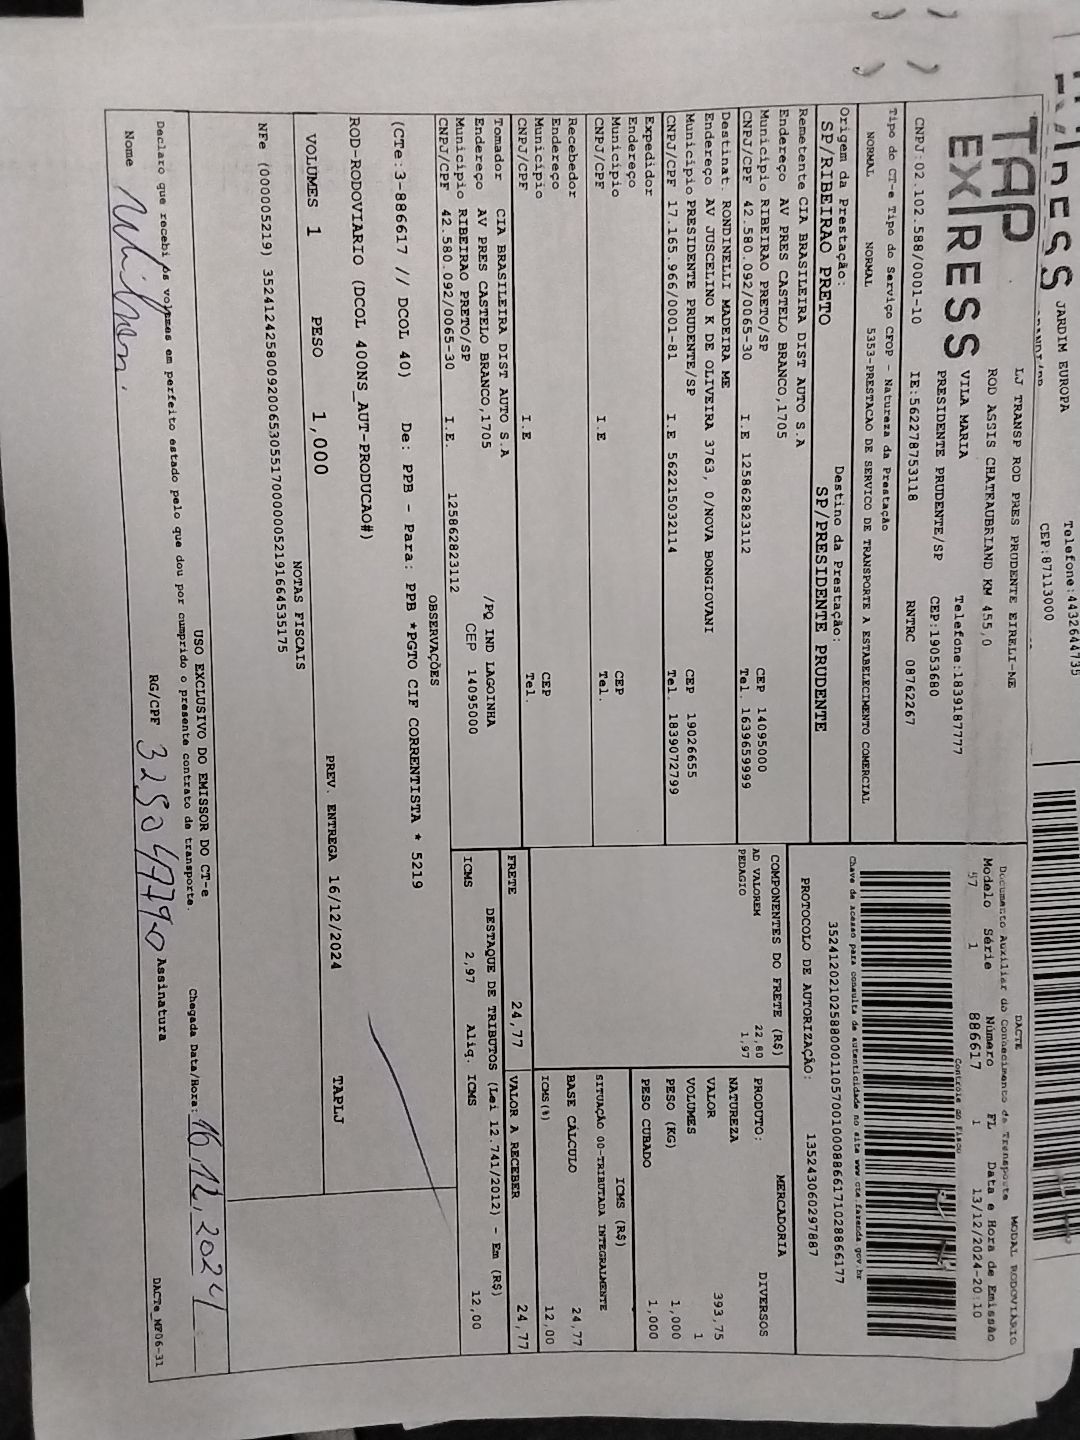 JARDIM EUROPA
Telefone:4432644735
CEP:87113000
TAP
EXPRESS
LJ TRANSP ROD PRES PRUDENTE EIRELI-ME
ROD ASSIS CHATEAUBRIAND KM 455,0
VILA MARIA Telefone:1839187777
PRESIDENTE PRUDENTE/SP CEP:19053680
CNPJ:02.102.588/0001-10 IE:562278753118 RNTRC 08762267
DACTE MODAL RODOVIARIO
Documento Auxiliar do Conhecimento de Transporte
Modelo Série Número FL Data e Hora de Emissão
57 1 886617 1 13/12/2024-20:10
Controle do Fisco
Chave de acesso para consulta de autenticidade no site www.cte.fazenda.gov.br
35241202102588000110570010008866171028866177
PROTOCOLO DE AUTORIZAÇÃO: 135243060297887
Tipo do CT-e Tipo do Serviço CFOP - Natureza da Prestação
NORMAL NORMAL 5353-PRESTACAO DE SERVICO DE TRANSPORTE A ESTABELECIMENTO COMERCIAL
Origem da Prestação: Destino da Prestação:
SP/RIBEIRAO PRETO SP/PRESIDENTE PRUDENTE
Remetente CIA BRASILEIRA DIST AUTO S.A
Endereço AV PRES CASTELO BRANCO,1705
Município RIBEIRAO PRETO/SP CEP 14095000
CNPJ/CPF 42.580.092/0065-30 I.E 125862823112 Tel. 1639659999
Destinat. RONDINELLI MADEIRA ME
Endereço AV JUSCELINO K DE OLIVEIRA 3763, 0/NOVA BONGIOVANI
Município PRESIDENTE PRUDENTE/SP CEP 19026655
CNPJ/CPF 17.165.966/0001-81 I.E 562215032114 Tel. 1839072799
Expedidor
Endereço
Município CEP
CNPJ/CPF I.E Tel.
Recebedor
Endereço
Município CEP
CNPJ/CPF I.E Tel.
Tomador CIA BRASILEIRA DIST AUTO S.A
Endereço AV PRES CASTELO BRANCO,1705 /PQ IND LAGOINHA
Município RIBEIRAO PRETO/SP CEP 14095000
CNPJ/CPF 42.580.092/0065-30 I.E. 125862823112
COMPONENTES DO FRETE (R$)
AD VALOREM 22,80
PEDAGIO 1,97
MERCADORIA
PRODUTO: DIVERSOS
NATUREZA
VALOR 393,75
VOLUMES 1
PESO (KG) 1,000
PESO CUBADO 1,000
ICMS (R$)
SITUAÇÃO 00-TRIBUTADA INTEGRALMENTE
BASE CÁLCULO 24,77
ICMS(%) 12,00
FRETE 24,77 VALOR A RECEBER 24,77
DESTAQUE DE TRIBUTOS (Lei 12.741/2012) - Em (R$)
ICMS 2,97 Aliq. ICMS 12,00
OBSERVAÇÕES
(CTe:3-886617 // DCOL 40) De: PPB - Para: PPB *PGTO CIF CORRENTISTA * 5219
ROD-RODOVIARIO (DCOL 400NS_AUT-PRODUCAO#)
PREV. ENTREGA 16/12/2024 TAPLJ
VOLUMES 1 PESO 1,000
NOTAS FISCAIS
NFe (000005219) 35241242580092006530551700000521916645351​75
USO EXCLUSIVO DO EMISSOR DO CT-e
Declaro que recebi os volumes em perfeito estado pelo que dou por cumprido o presente contrato de transporte. Chegada Data/Hora: 16,12,2024
Nome RG/CPF Assinatura DACTe_MF06-31